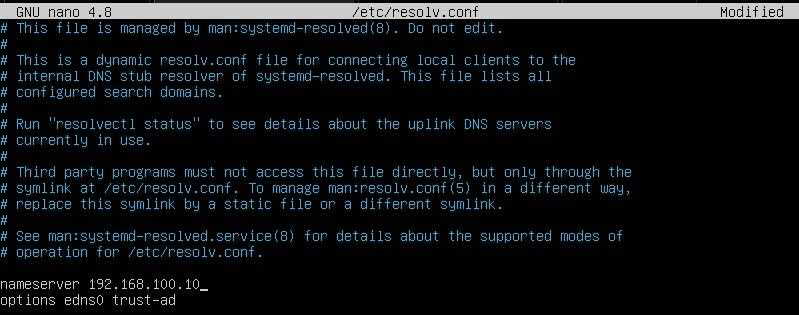 GNU nano 4.8 /etc/resolv.conf Modified
# This file is managed by man:systemd-resolved(8). Do not edit.
#
# This is a dynamic resolv.conf file for connecting local clients to the
# internal DNS stub resolver of systemd-resolved. This file lists all
# configured search domains.
#
# Run "resolvectl status" to see details about the uplink DNS servers
# currently in use.
#
# Third party programs must not access this file directly, but only through the
# symlink at /etc/resolv.conf. To manage man:resolv.conf(5) in a different way,
# replace this symlink by a static file or a different symlink.
#
# See man:systemd-resolved.service(8) for details about the supported modes of
# operation for /etc/resolv.conf.
nameserver 192.168.100.10
options edns0 trust-ad